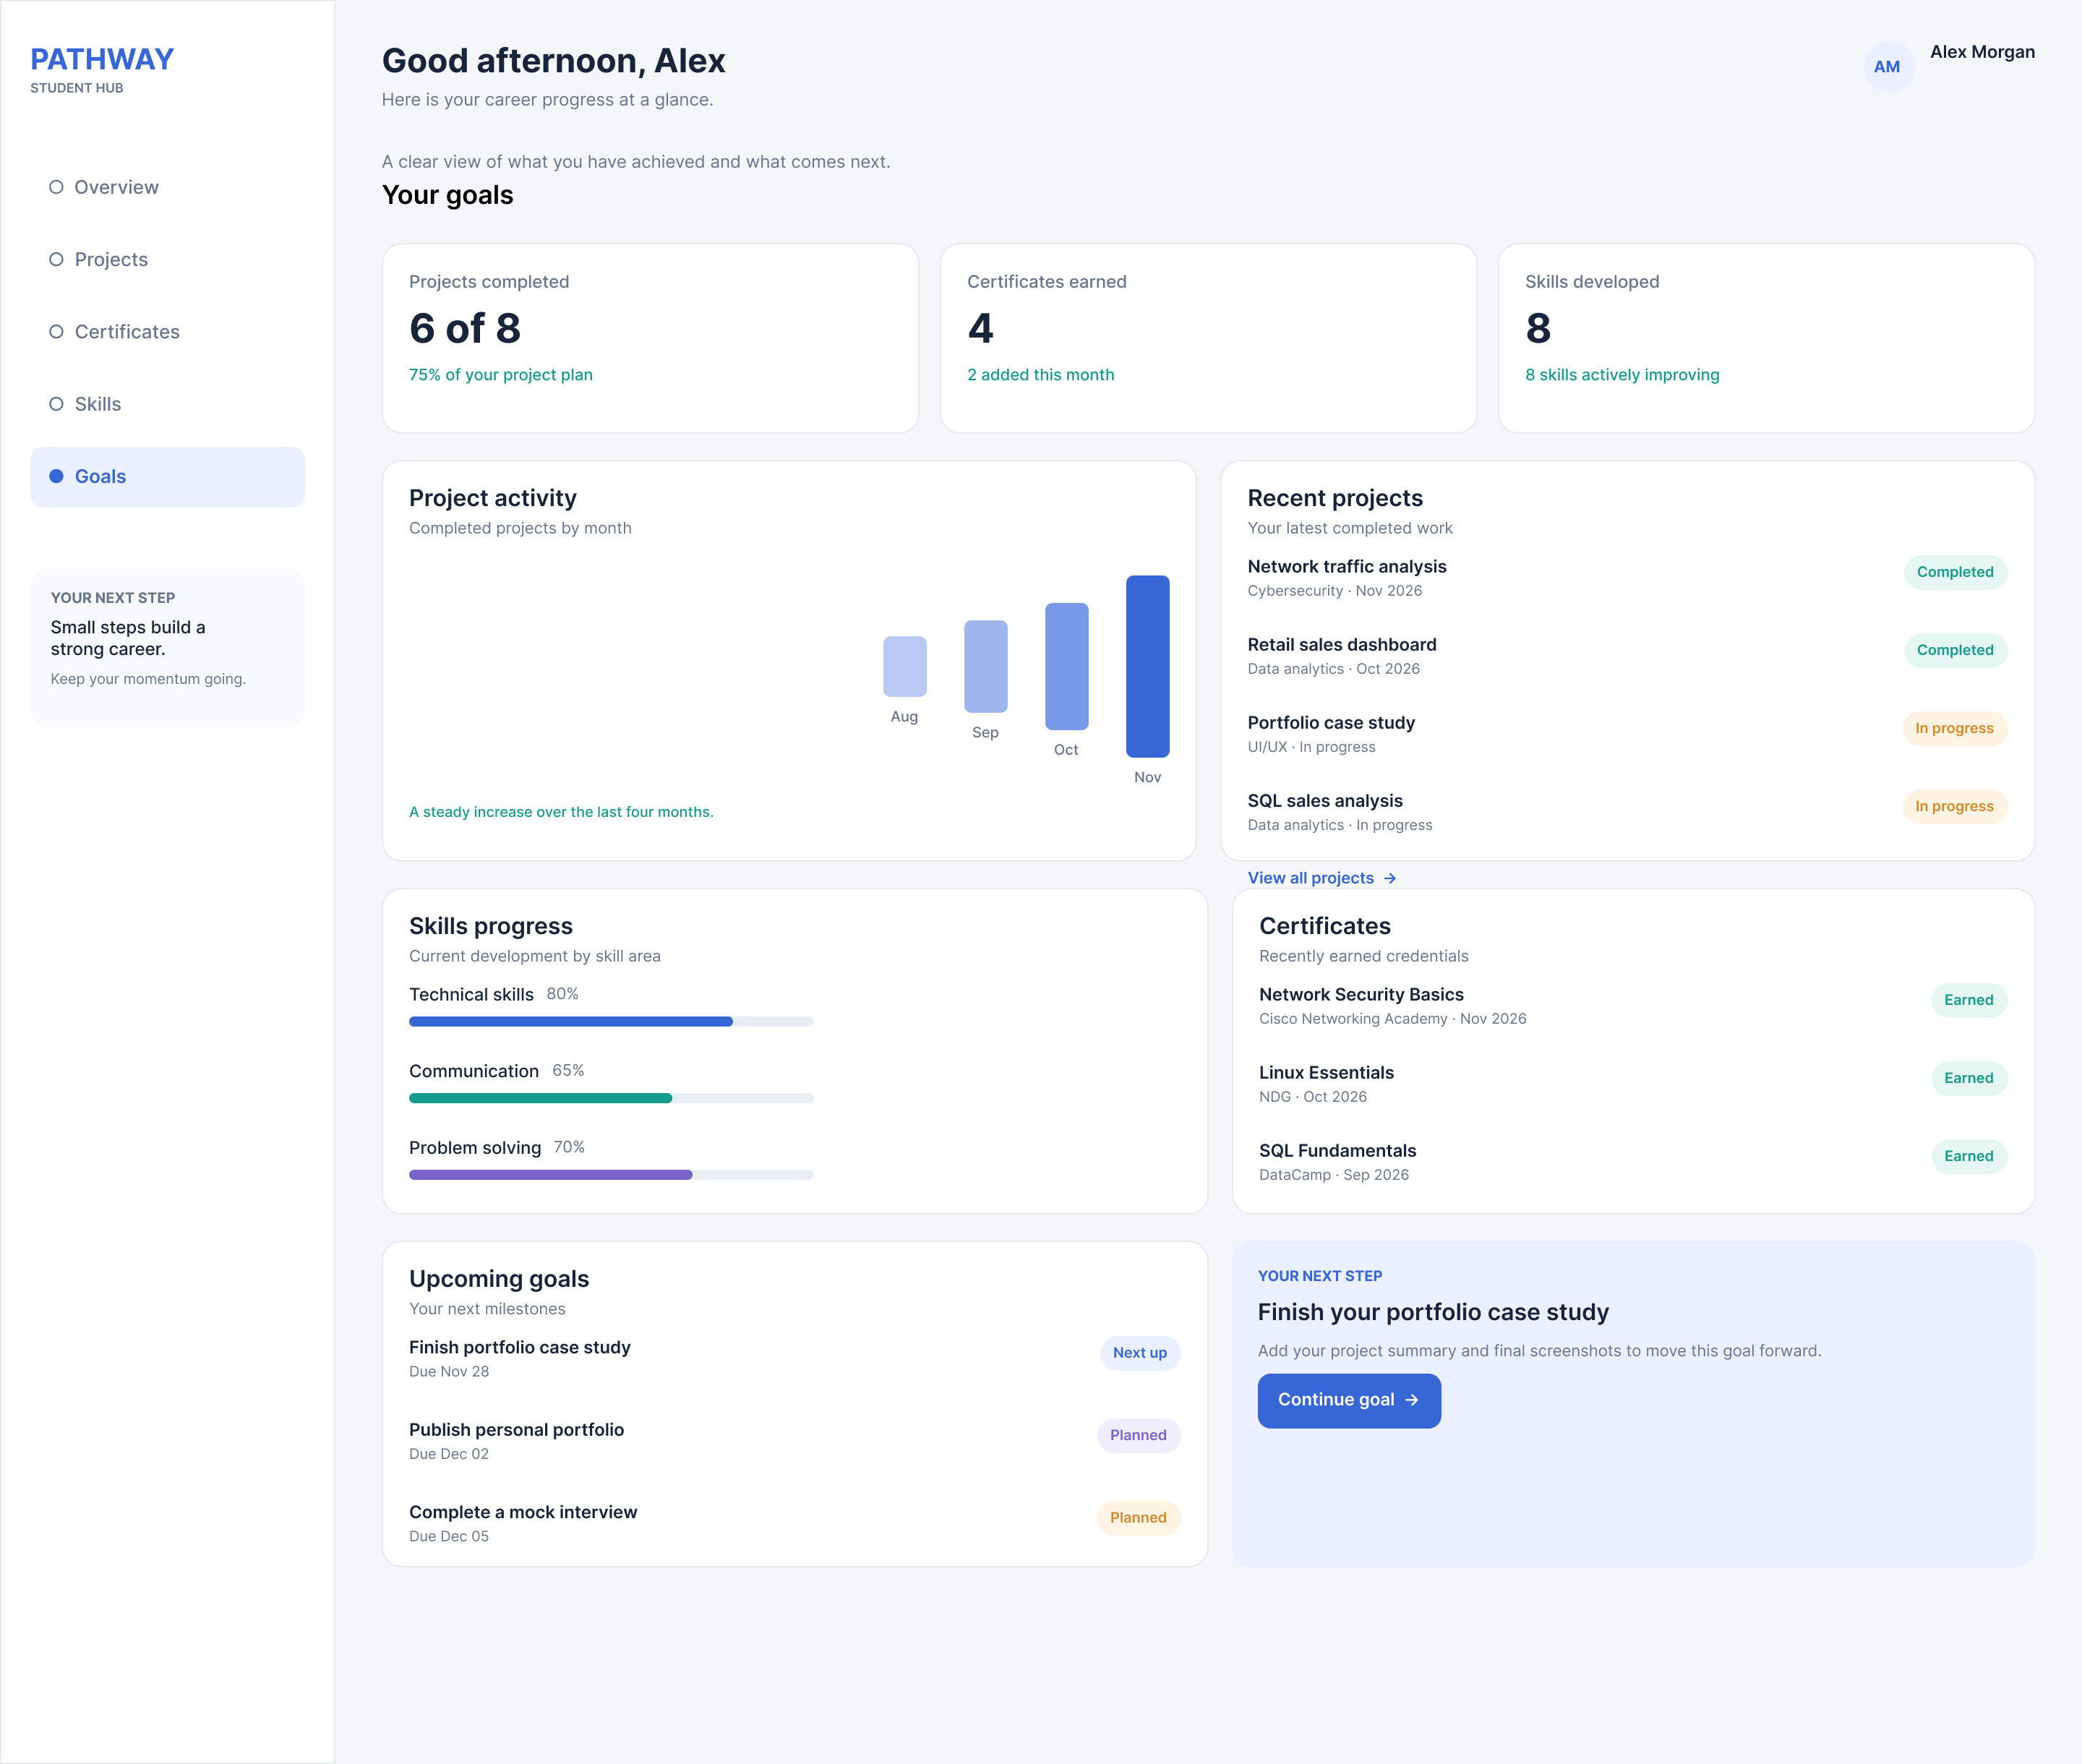 PATHWAY
STUDENT HUB
Overview
Projects
Certificates
Skills
Goals
YOUR NEXT STEP
Small steps build a
strong career.
Keep your momentum going.
Good afternoon, Alex
Here is your career progress at a glance.
AM
Alex Morgan
A clear view of what you have achieved and what comes next.
Your goals
Projects completed
6 of 8
75% of your project plan
Certificates earned
4
2 added this month
Skills developed
8
8 skills actively improving
Project activity
Completed projects by month
Aug
Sep
Oct
Nov
A steady increase over the last four months.
Recent projects
Your latest completed work
Network traffic analysis
Cybersecurity · Nov 2026
Completed
Retail sales dashboard
Data analytics · Oct 2026
Completed
Portfolio case study
UI/UX · In progress
In progress
SQL sales analysis
Data analytics · In progress
In progress
View all projects →
Skills progress
Current development by skill area
Technical skills 80%
Communication 65%
Problem solving 70%
Certificates
Recently earned credentials
Network Security Basics
Cisco Networking Academy · Nov 2026
Earned
Linux Essentials
NDG · Oct 2026
Earned
SQL Fundamentals
DataCamp · Sep 2026
Earned
Upcoming goals
Your next milestones
Finish portfolio case study
Due Nov 28
Next up
Publish personal portfolio
Due Dec 02
Planned
Complete a mock interview
Due Dec 05
Planned
YOUR NEXT STEP
Finish your portfolio case study
Add your project summary and final screenshots to move this goal forward.
Continue goal →